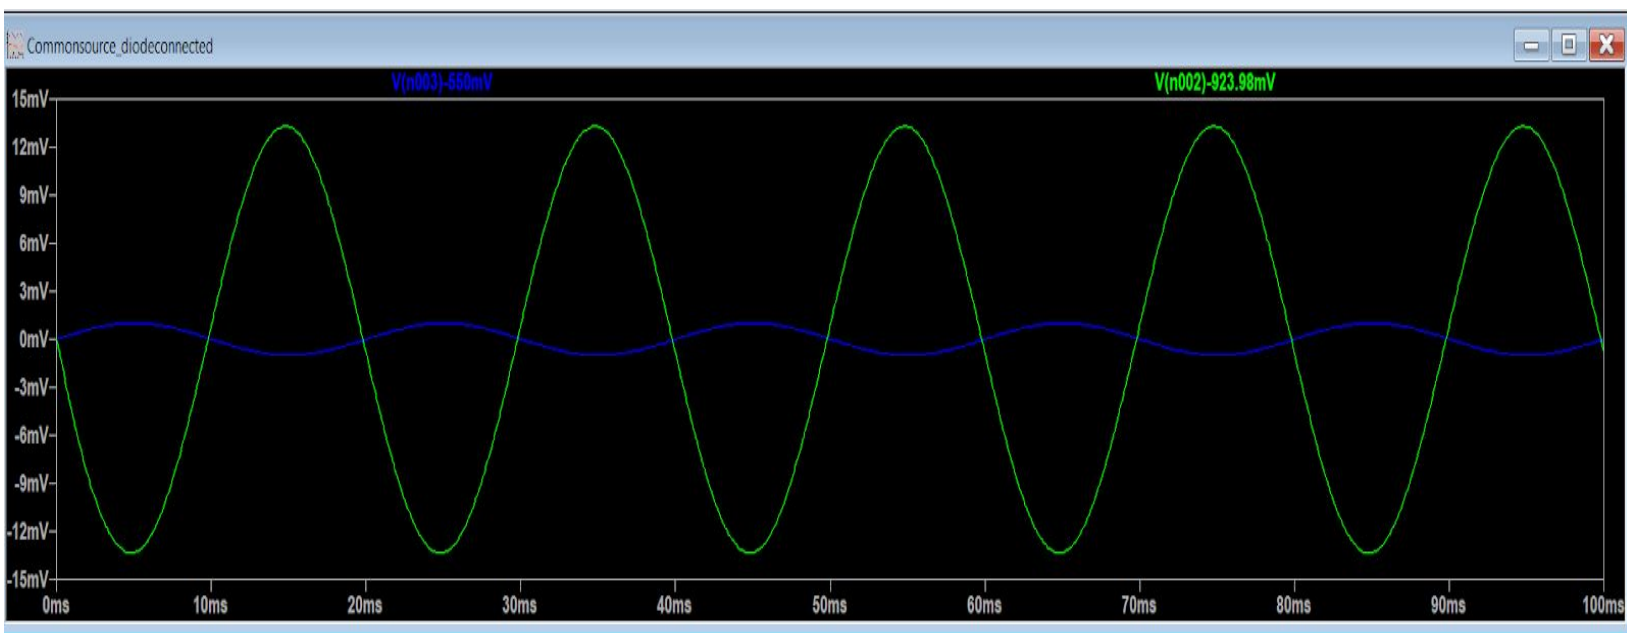 Commonsource_diodeconnected
V(n003)-550mV V(n002)-923.98mV
15mV
12mV
9mV
6mV
3mV
0mV
-3mV
-6mV
-9mV
-12mV
-15mV
0ms 10ms 20ms 30ms 40ms 50ms 60ms 70ms 80ms 90ms 100ms